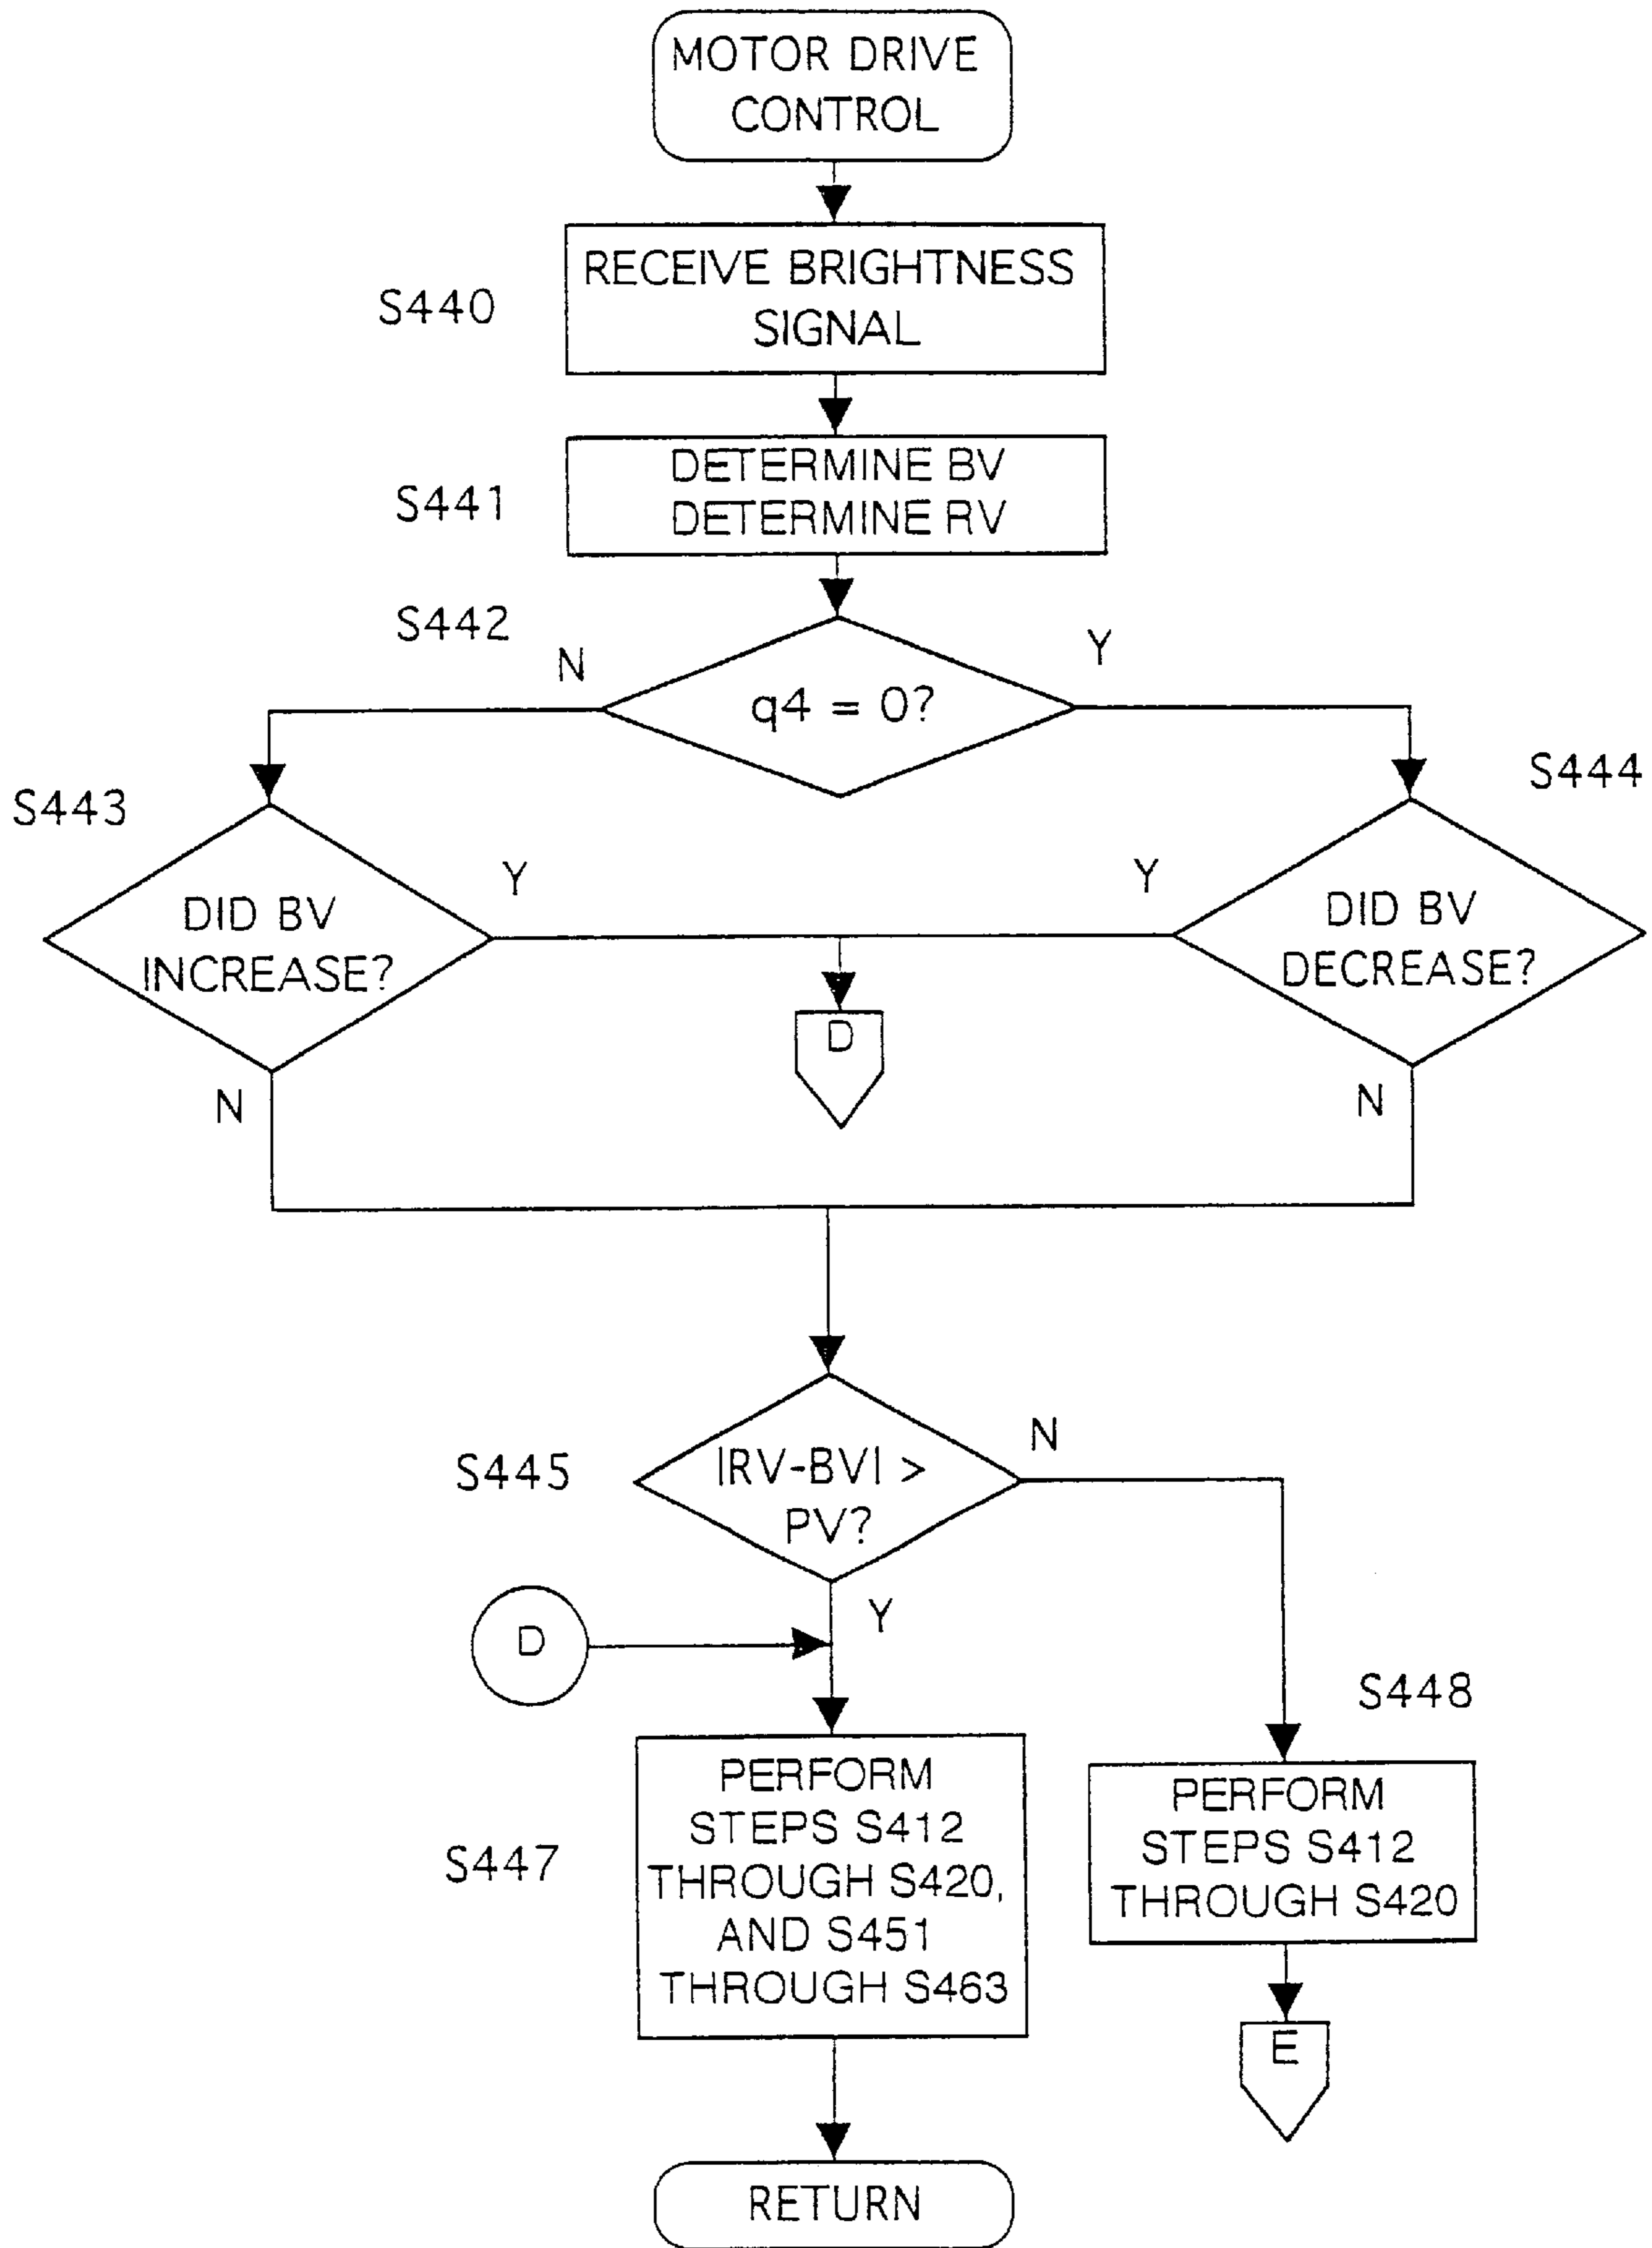 MOTOR DRIVE
CONTROL
RECEIVE BRIGHTNESS
SIGNAL
S440
DETERMINE BV
DETERMINE RV
S441
S442
N
Y
q4 = 0?
S443
S444
Y
Y
DID BV
INCREASE?
DID BV
DECREASE?
D
N
N
S445
|RV-BV| >
PV?
N
Y
D
S448
S447
PERFORM
STEPS S412
THROUGH S420,
AND S451
THROUGH S463
PERFORM
STEPS S412
THROUGH S420
E
RETURN